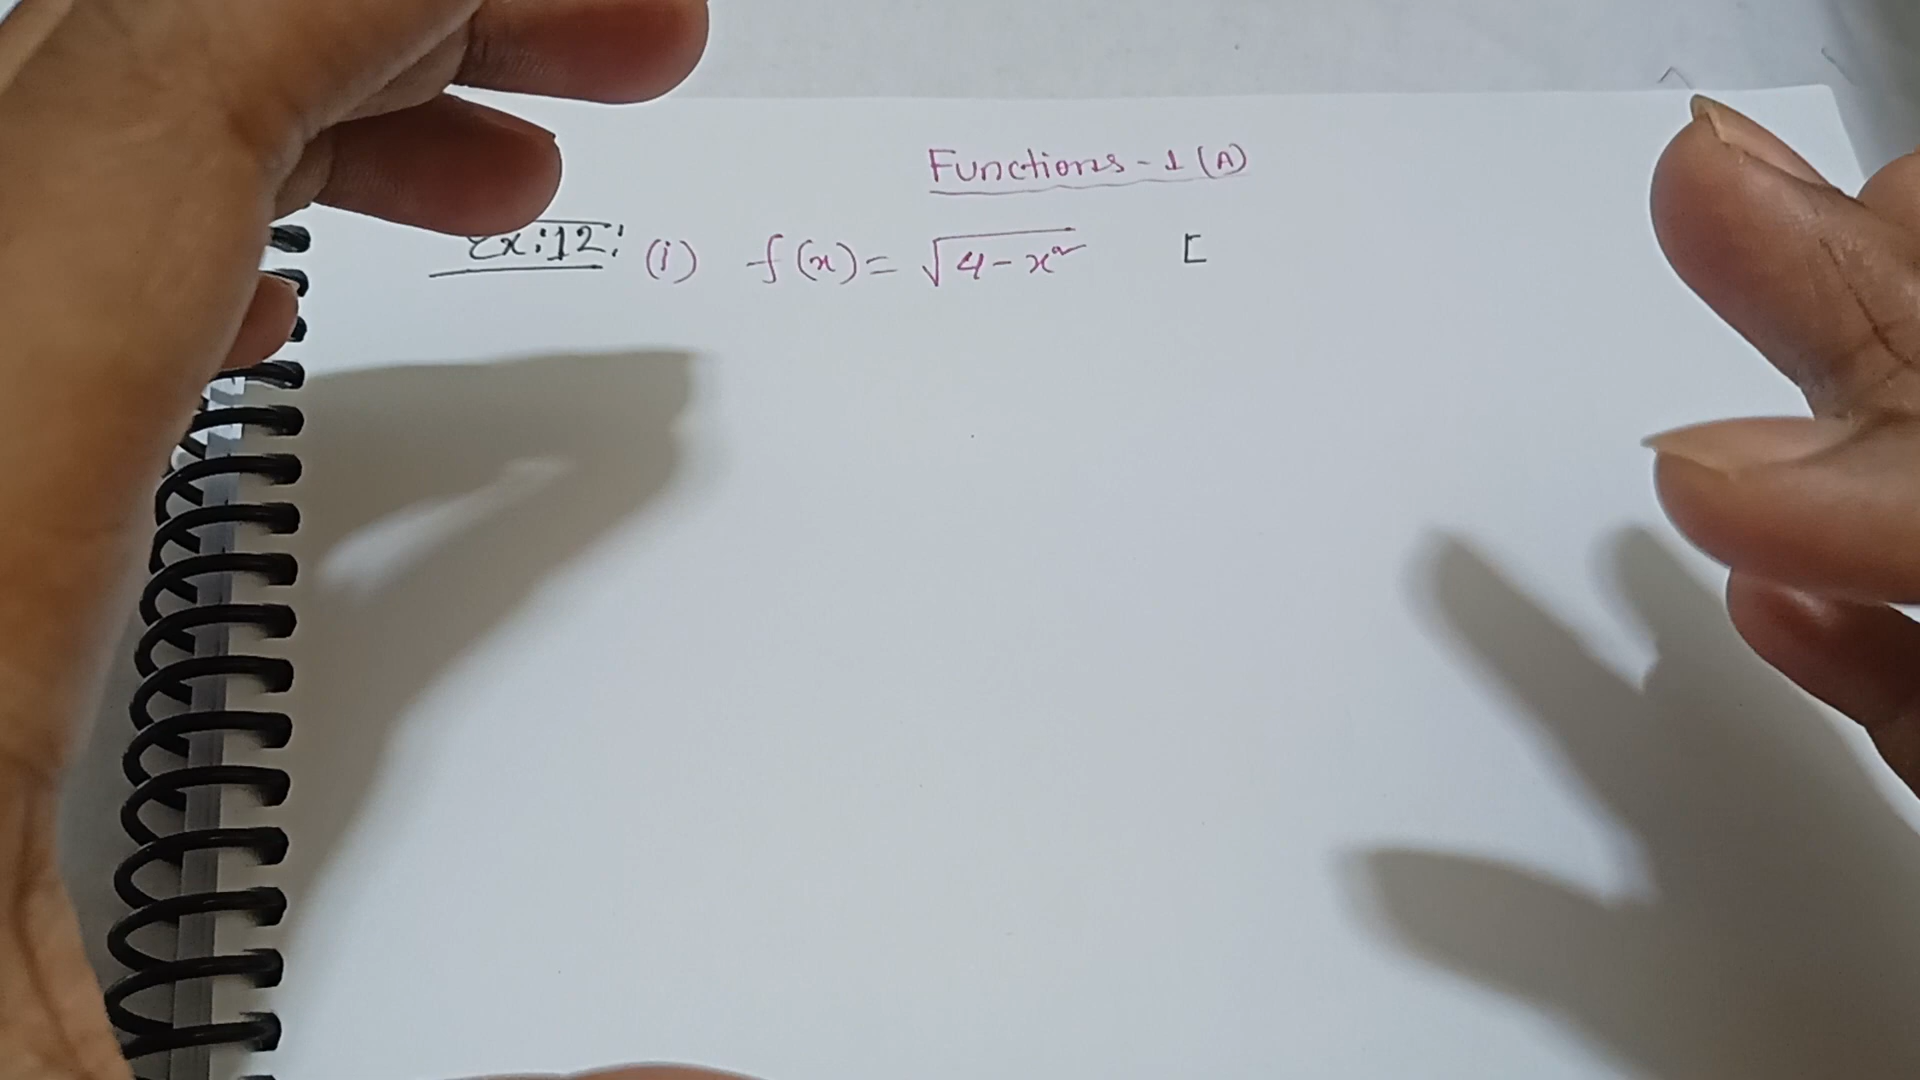 Functions - 1 (A)
Ex:12: (i) f(x) = √4-x² [